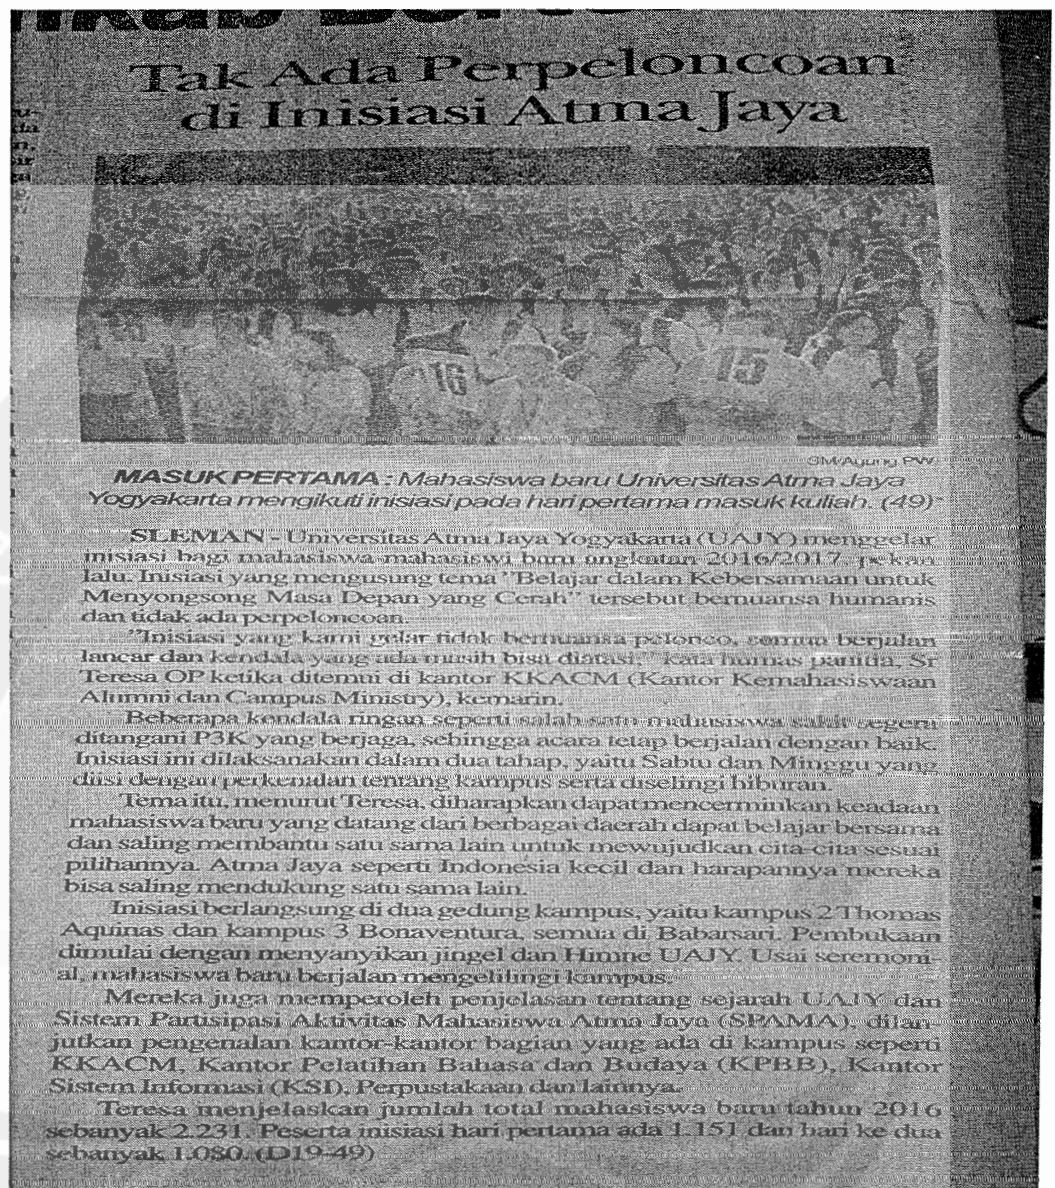 Tak Ada Perpeloncoan
di Inisiasi Atma Jaya
16
15
SM/Agung PW
MASUK PERTAMA : Mahasiswa baru Universitas Atma Jaya
Yogyakarta mengikuti inisiasi pada hari pertama masuk kuliah. (49)
SLEMAN - Universitas Atma Jaya Yogyakarta (UAJY) menggelar
inisiasi bagi mahasiswa-mahasiswi baru angkatan 2016/2017, pekan
lalu. Inisiasi yang mengusung tema "Belajar dalam Kebersamaan untuk
Menyongsong Masa Depan yang Cerah" tersebut bernuansa humanis
dan tidak ada perpeloncoan.
"Inisiasi yang kami gelar tidak bernuansa pelonco, semua berjalan
lancar dan kendala yang ada masih bisa diatasi," kata humas panitia, Sr
Teresa OP ketika ditemui di kantor KKACM (Kantor Kemahasiswaan
Alumni dan Campus Ministry), kemarin.
Beberapa kendala ringan seperti salah satu mahasiswa sakit segera
ditangani P3K yang berjaga, sehingga acara tetap berjalan dengan baik.
Inisiasi ini dilaksanakan dalam dua tahap, yaitu Sabtu dan Minggu yang
diisi dengan perkenalan tentang kampus serta diselingi hiburan.
Tema itu, menurut Teresa, diharapkan dapat mencerminkan keadaan
mahasiswa baru yang datang dari berbagai daerah dapat belajar bersama
dan saling membantu satu sama lain untuk mewujudkan cita-cita sesuai
pilihannya. Atma Jaya seperti Indonesia kecil dan harapannya mereka
bisa saling mendukung satu sama lain.
Inisiasi berlangsung di dua gedung kampus, yaitu kampus 2 Thomas
Aquinas dan kampus 3 Bonaventura, semua di Babarsari. Pembukaan
dimulai dengan menyanyikan jingel dan Himne UAJY. Usai seremoni-
al, mahasiswa baru berjalan mengelilingi kampus.
Mereka juga memperoleh penjelasan tentang sejarah UAJY dan
Sistem Partisipasi Aktivitas Mahasiswa Atma Jaya (SPAMA), dilan-
jutkan pengenalan kantor-kantor bagian yang ada di kampus seperti
KKACM, Kantor Pelatihan Bahasa dan Budaya (KPBB), Kantor
Sistem Informasi (KSI), Perpustakaan dan lainnya.
Teresa menjelaskan jumlah total mahasiswa baru tahun 2016
sebanyak 2.231. Peserta inisiasi hari pertama ada 1.151 dan hari ke dua
sebanyak 1.080. (D19-49)